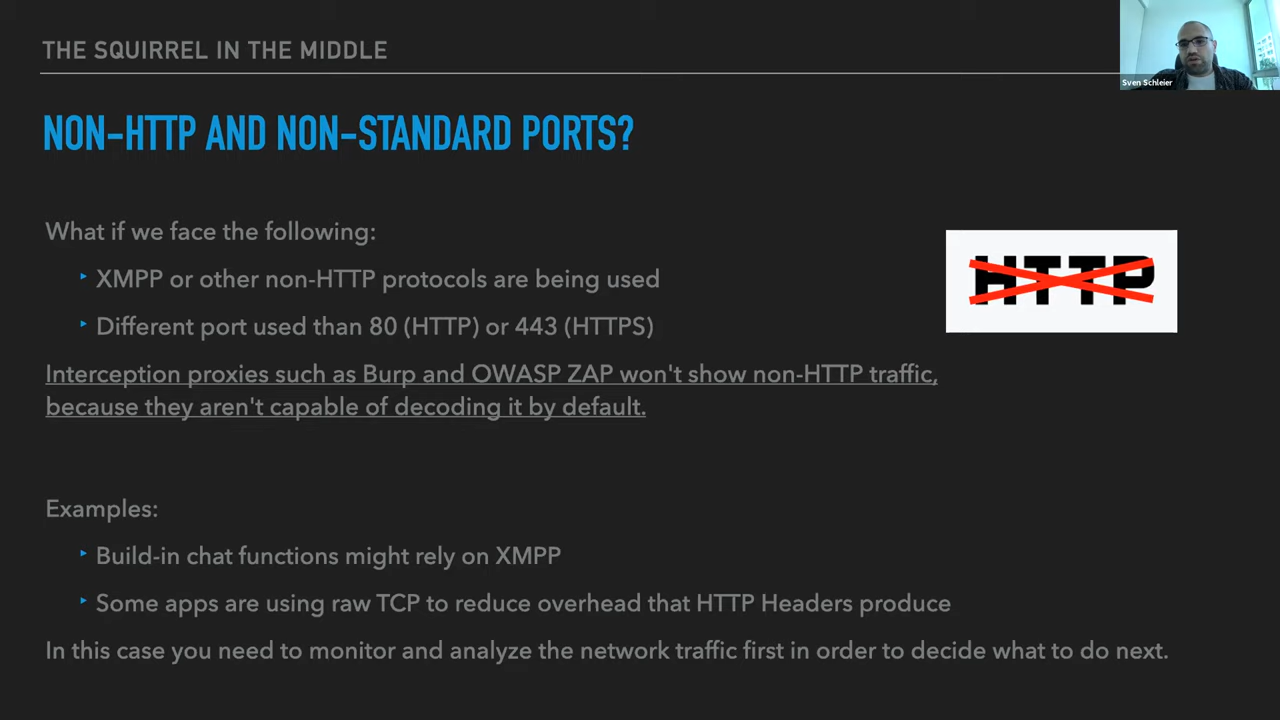 THE SQUIRREL IN THE MIDDLE
Sven Schleier
NON-HTTP AND NON-STANDARD PORTS?
What if we face the following:
XMPP or other non-HTTP protocols are being used
Different port used than 80 (HTTP) or 443 (HTTPS)
HTTP
Interception proxies such as Burp and OWASP ZAP won't show non-HTTP traffic,
because they aren't capable of decoding it by default.
Examples:
Build-in chat functions might rely on XMPP
Some apps are using raw TCP to reduce overhead that HTTP Headers produce
In this case you need to monitor and analyze the network traffic first in order to decide what to do next.